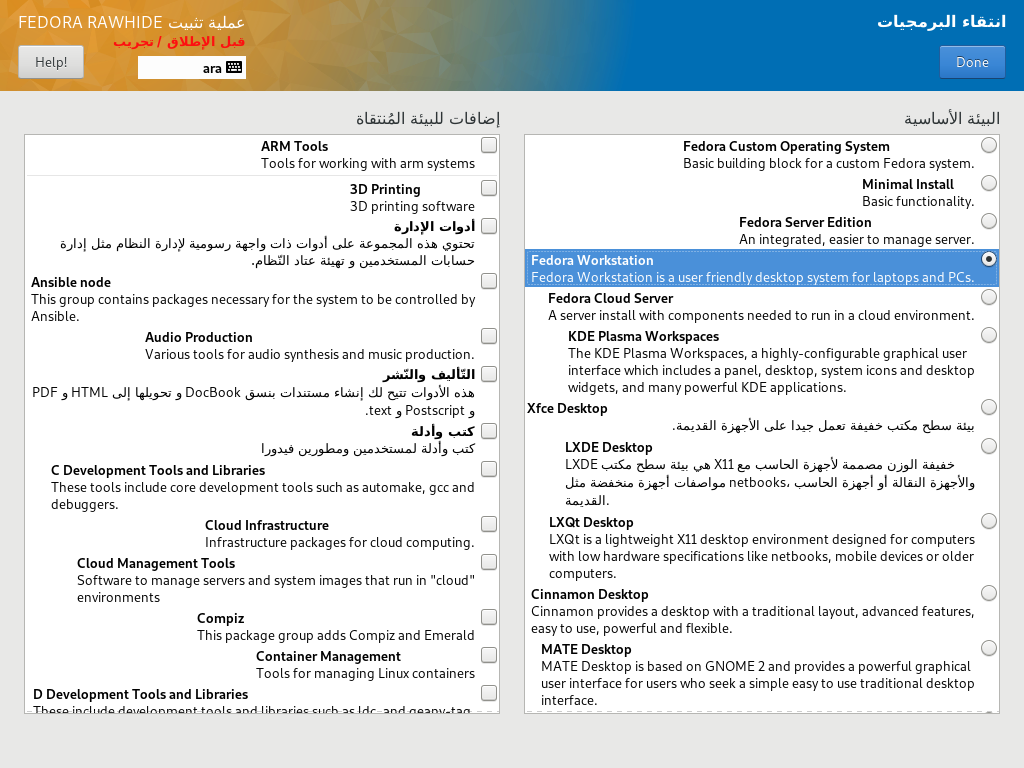 انتقاء البرمجيات
Done
عملية تثبيت FEDORA RAWHIDE
قبل الإطلاق / تجريب
ara
Help!
البيئة الأساسية
Fedora Custom Operating System
Basic building block for a custom Fedora system.
Minimal Install
Basic functionality.
Fedora Server Edition
An integrated, easier to manage server.
Fedora Workstation
Fedora Workstation is a user friendly desktop system for laptops and PCs.
Fedora Cloud Server
A server install with components needed to run in a cloud environment.
KDE Plasma Workspaces
The KDE Plasma Workspaces, a highly-configurable graphical user
interface which includes a panel, desktop, system icons and desktop
widgets, and many powerful KDE applications.
Xfce Desktop
بيئة سطح مكتب خفيفة تعمل جيدا على الأجهزة القديمة.
LXDE Desktop
LXDE هي بيئة سطح مكتب X11 خفيفة الوزن مصممة لأجهزة الحاسب مع
مواصفات أجهزة منخفضة مثل netbooks، والأجهزة النقالة أو أجهزة الحاسب
القديمة.
LXQt Desktop
LXQt is a lightweight X11 desktop environment designed for computers
with low hardware specifications like netbooks, mobile devices or older
computers.
Cinnamon Desktop
Cinnamon provides a desktop with a traditional layout, advanced features,
easy to use, powerful and flexible.
MATE Desktop
MATE Desktop is based on GNOME 2 and provides a powerful graphical
user interface for users who seek a simple easy to use traditional desktop
interface.
إضافات للبيئة المُنتقاة
ARM Tools
Tools for working with arm systems
3D Printing
3D printing software
أدوات الإدارة
تحتوي هذه المجموعة على أدوات ذات واجهة رسومية لإدارة النظام مثل إدارة
حسابات المستخدمين و تهيئة عتاد النّظام.
Ansible node
This group contains packages necessary for the system to be controlled by
Ansible.
Audio Production
Various tools for audio synthesis and music production.
التّأليف والنّشر
هذه الأدوات تتيح لك إنشاء مستندات بنسق DocBook و تحويلها إلى HTML و PDF
و Postscript و text.
كتب وأدلة
كتب وأدلة لمستخدمين ومطورين فيدورا
C Development Tools and Libraries
These tools include core development tools such as automake, gcc and
debuggers.
Cloud Infrastructure
Infrastructure packages for cloud computing.
Cloud Management Tools
Software to manage servers and system images that run in "cloud"
environments
Compiz
This package group adds Compiz and Emerald
Container Management
Tools for managing Linux containers
D Development Tools and Libraries
These include development tools and libraries such as ldc, and geany-tag